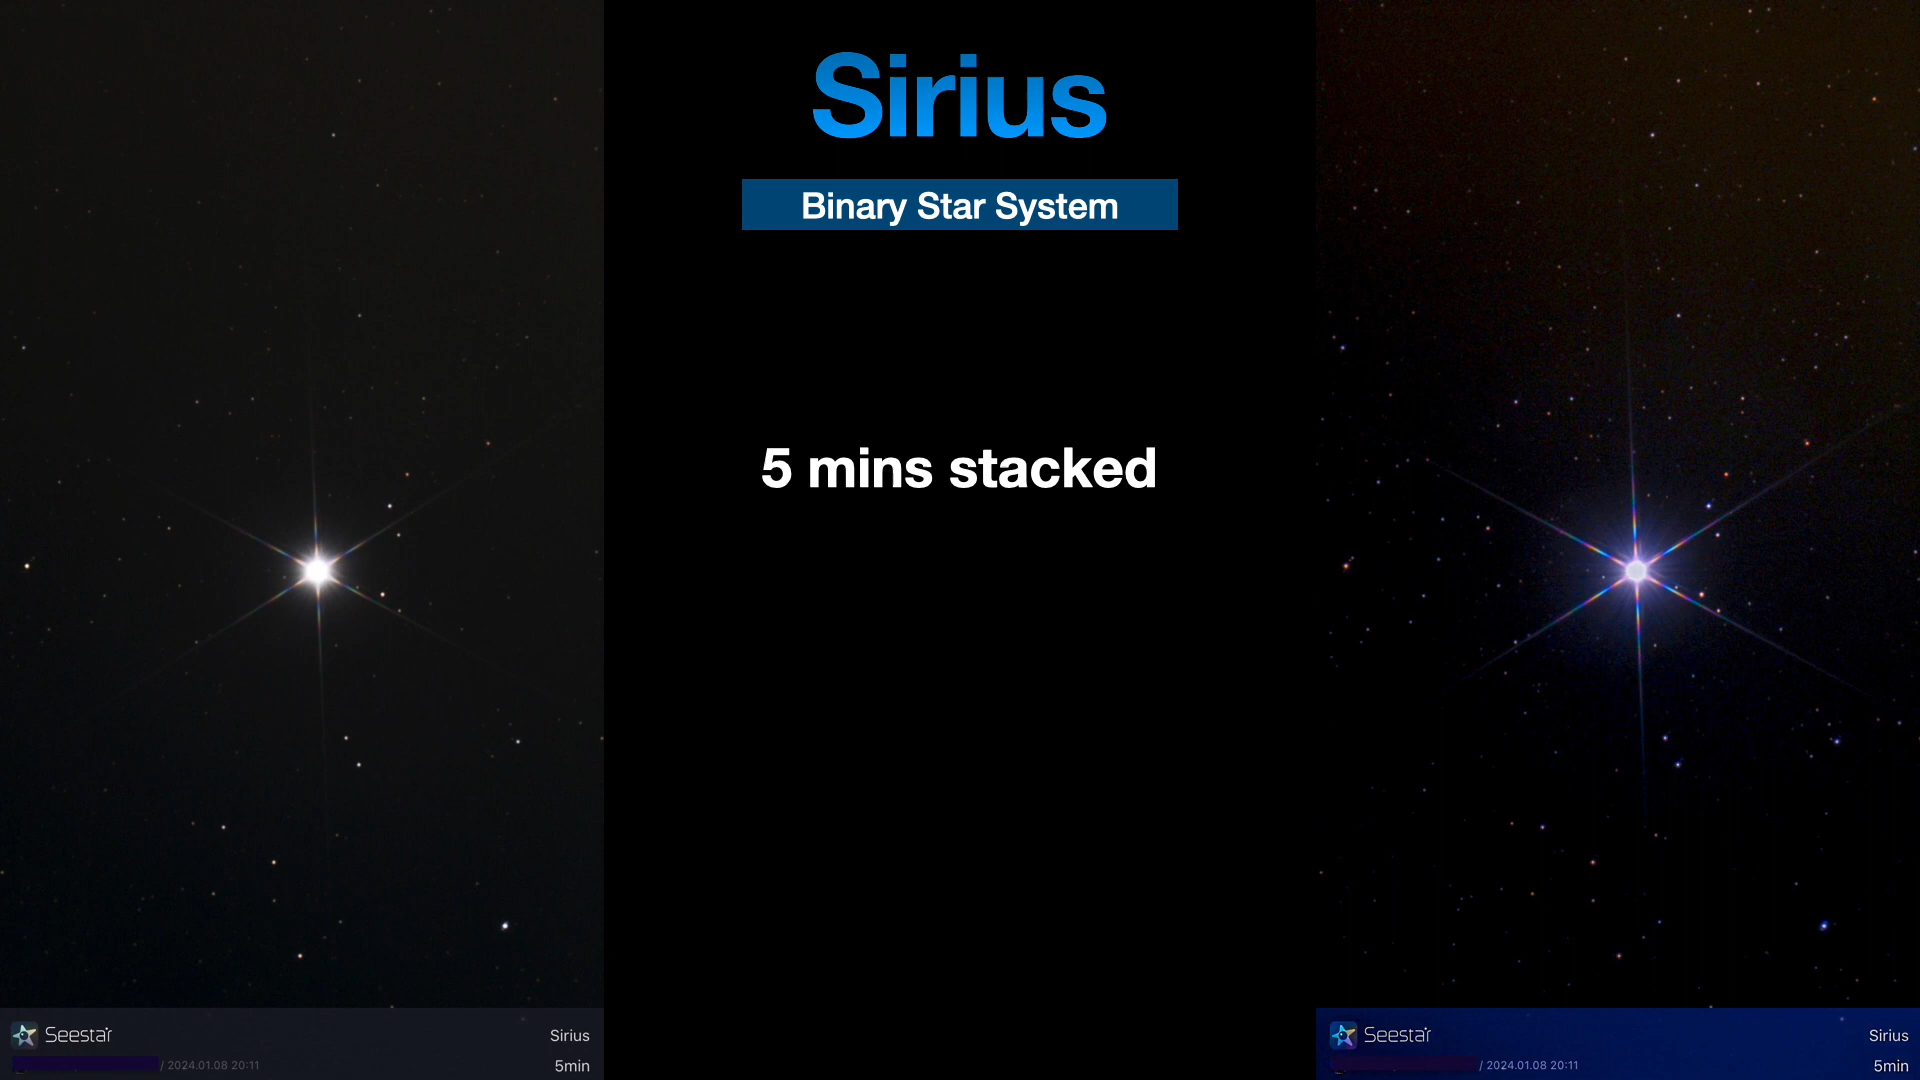 Sirius
Binary Star System
5 mins stacked
Seestar
Sirius
/ 2024.01.08 20:11
5min
Seestar
Sirius
/ 2024.01.08 20:11
5min